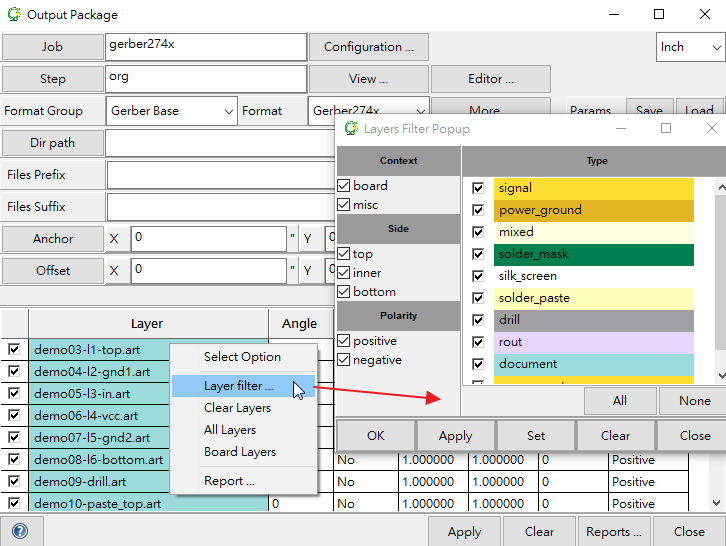 Output Package
Job gerber274x Configuration ... Inch
Step org View ... Editor ...
Format Group Gerber Base Format Gerber274x More Params Save Load
Dir path
Files Prefix
Files Suffix
Anchor X 0 " Y 0
Offset X 0 " Y 0
Layer Angle
demo03-l1-top.art
demo04-l2-gnd1.art
demo05-l3-in.art
demo06-l4-vcc.art
demo07-l5-gnd2.art
demo08-l6-bottom.art No 1.000000 1.000000 0 Positive
demo09-drill.art No 1.000000 1.000000 0 Positive
demo10-paste_top.art 0 No 1.000000 1.000000 0 Positive
Select Option
Layer filter ...
Clear Layers
All Layers
Board Layers
Report ...
Layers Filter Popup
Context
board
misc
Side
top
inner
bottom
Polarity
positive
negative
Type
signal
power_ground
mixed
solder_mask
silk_screen
solder_paste
drill
rout
document
All None
OK Apply Set Clear Close
Apply Clear Reports ... Close